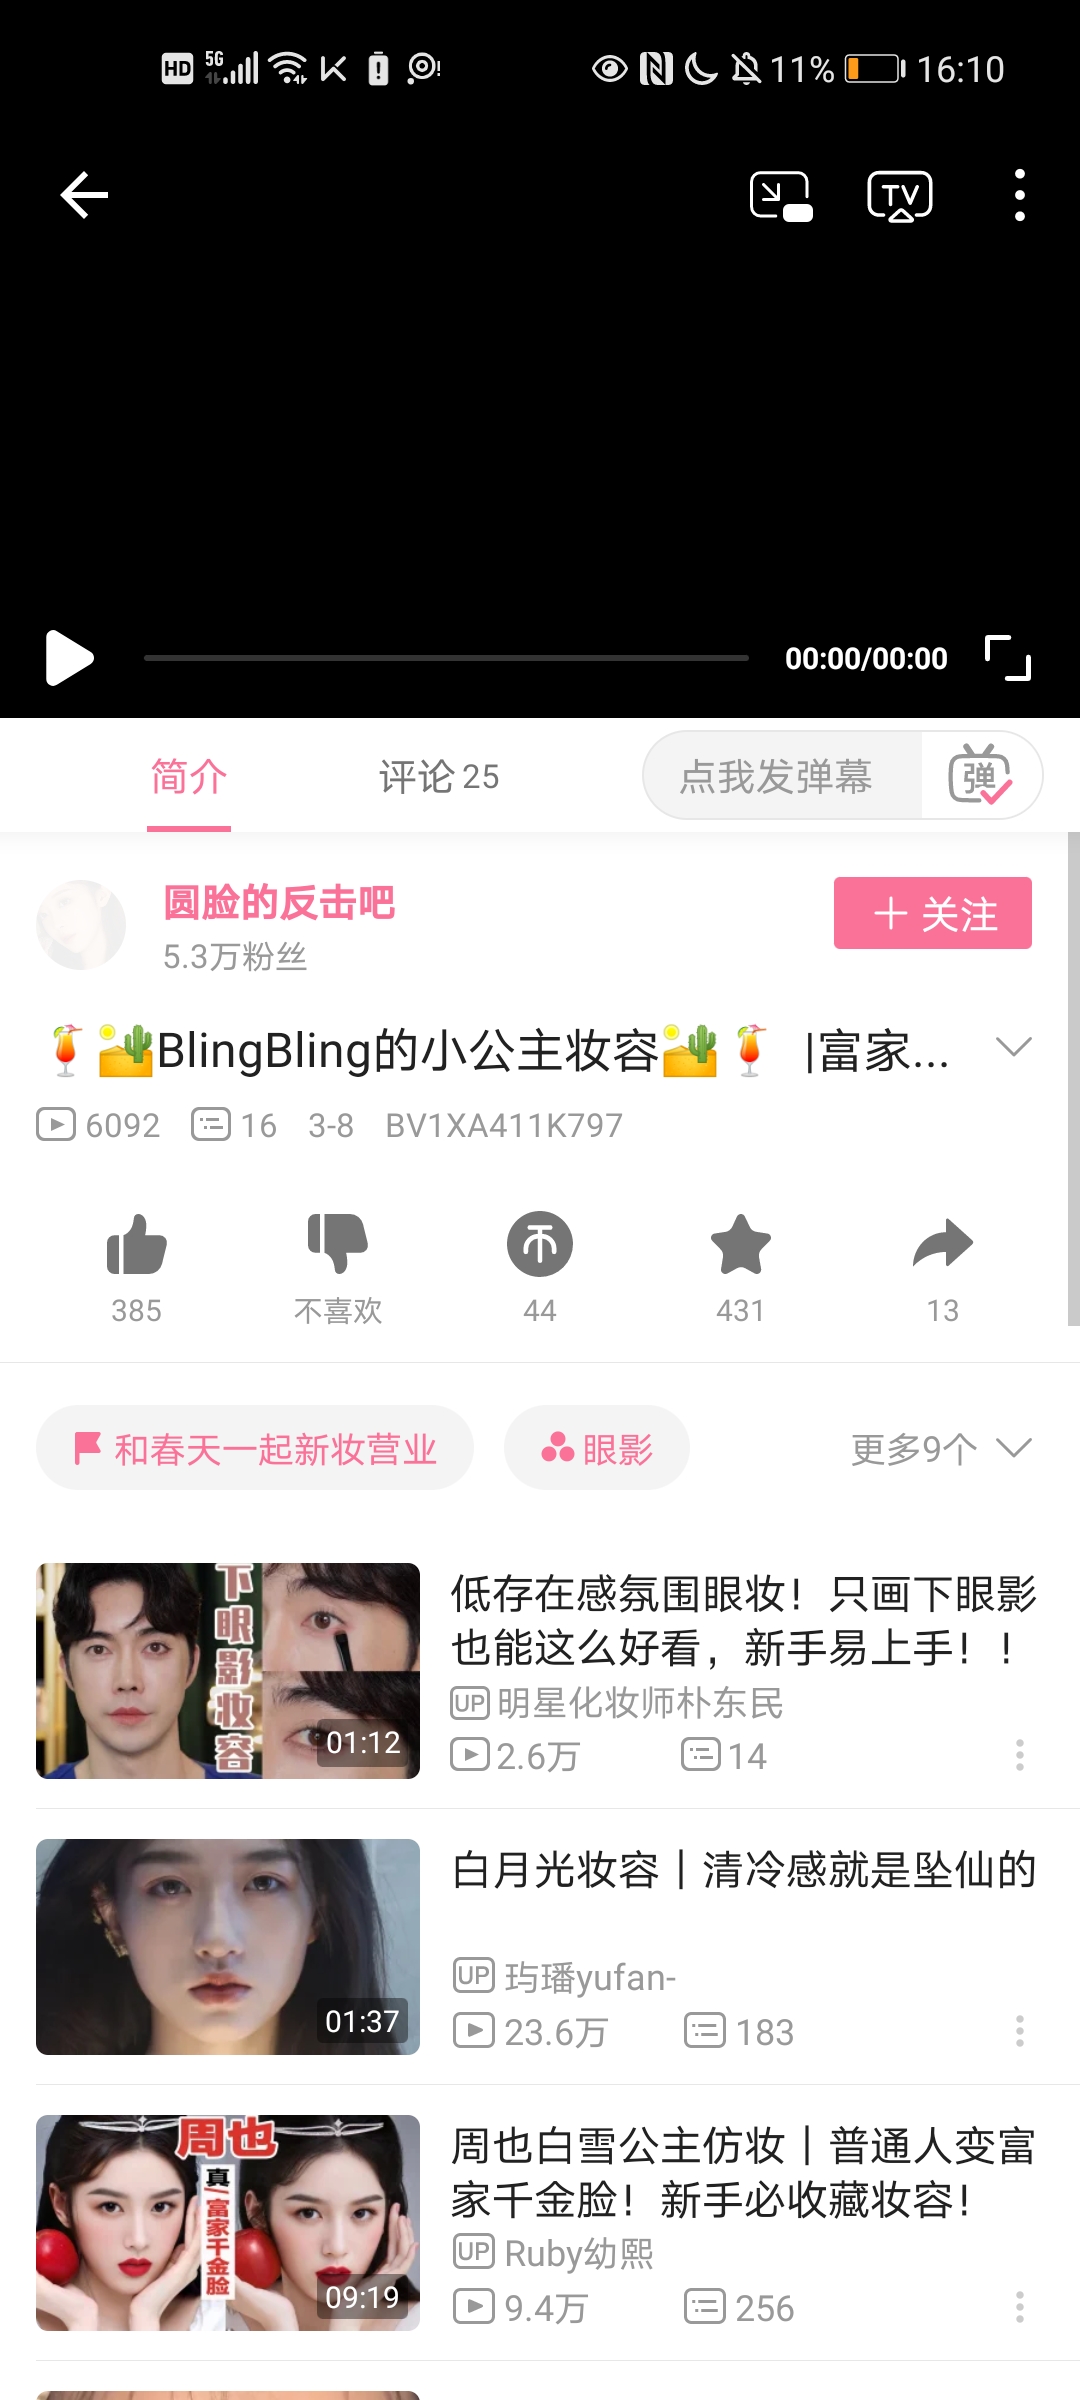 HD 5G 11% 16:10
TV
00:00/00:00
简介 评论 25 点我发弹幕 弹
圆脸的反击吧
5.3万粉丝
+ 关注
🍹🏜️BlingBling的小公主妆容🏜️🍹 |富家...
6092 16 3-8 BV1XA411K797
385 不喜欢 44 431 13
和春天一起新妆营业 眼影 更多9个
下眼影妆容
01:12
低存在感氛围眼妆！只画下眼影
也能这么好看，新手易上手！！
UP 明星化妆师朴东民
2.6万 14
01:37
白月光妆容｜清冷感就是坠仙的
UP 玙璠yufan-
23.6万 183
周也
真/富家千金脸
09:19
周也白雪公主仿妆｜普通人变富
家千金脸！新手必收藏妆容！
UP Ruby幼熙
9.4万 256